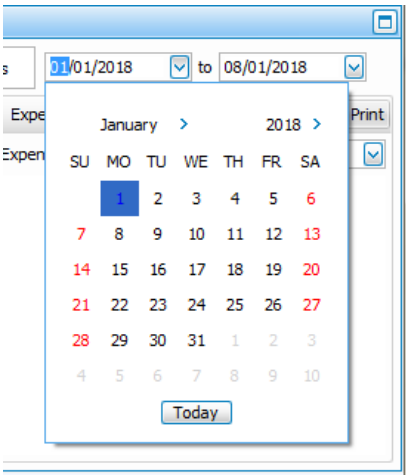 s 01/01/2018 to 08/01/2018
Expe Print
Expen
January > 2018 >
SU MO TU WE TH FR SA
1 2 3 4 5 6
7 8 9 10 11 12 13
14 15 16 17 18 19 20
21 22 23 24 25 26 27
28 29 30 31 1 2 3
4 5 6 7 8 9 10
Today